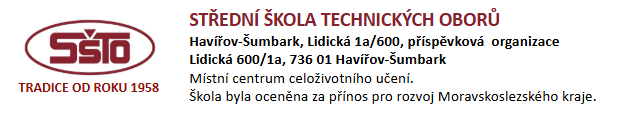 SŠTO
TRADICE OD ROKU 1958
STŘEDNÍ ŠKOLA TECHNICKÝCH OBORŮ
Havířov-Šumbark, Lidická 1a/600, příspěvková organizace
Lidická 600/1a, 736 01 Havířov-Šumbark
Místní centrum celoživotního učení.
Škola byla oceněna za přínos pro rozvoj Moravskoslezského kraje.